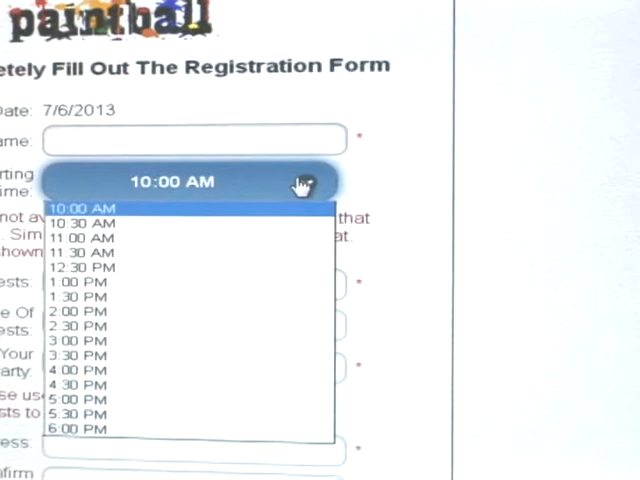 paintball
etely Fill Out The Registration Form
Date: 7/6/2013
ame: *
rting
ime:
10:00 AM
10:00 AM
10:30 AM
11:00 AM
11:30 AM
12:30 PM
1:00 PM
1:30 PM
2:00 PM
2:30 PM
3:00 PM
3:30 PM
4:00 PM
4:30 PM
5:00 PM
5:30 PM
6:00 PM
not av that
. Sim at.
shown
ests: *
e Of
ests:
Your
arty: *
se us
sts to
ess: *
nfirm